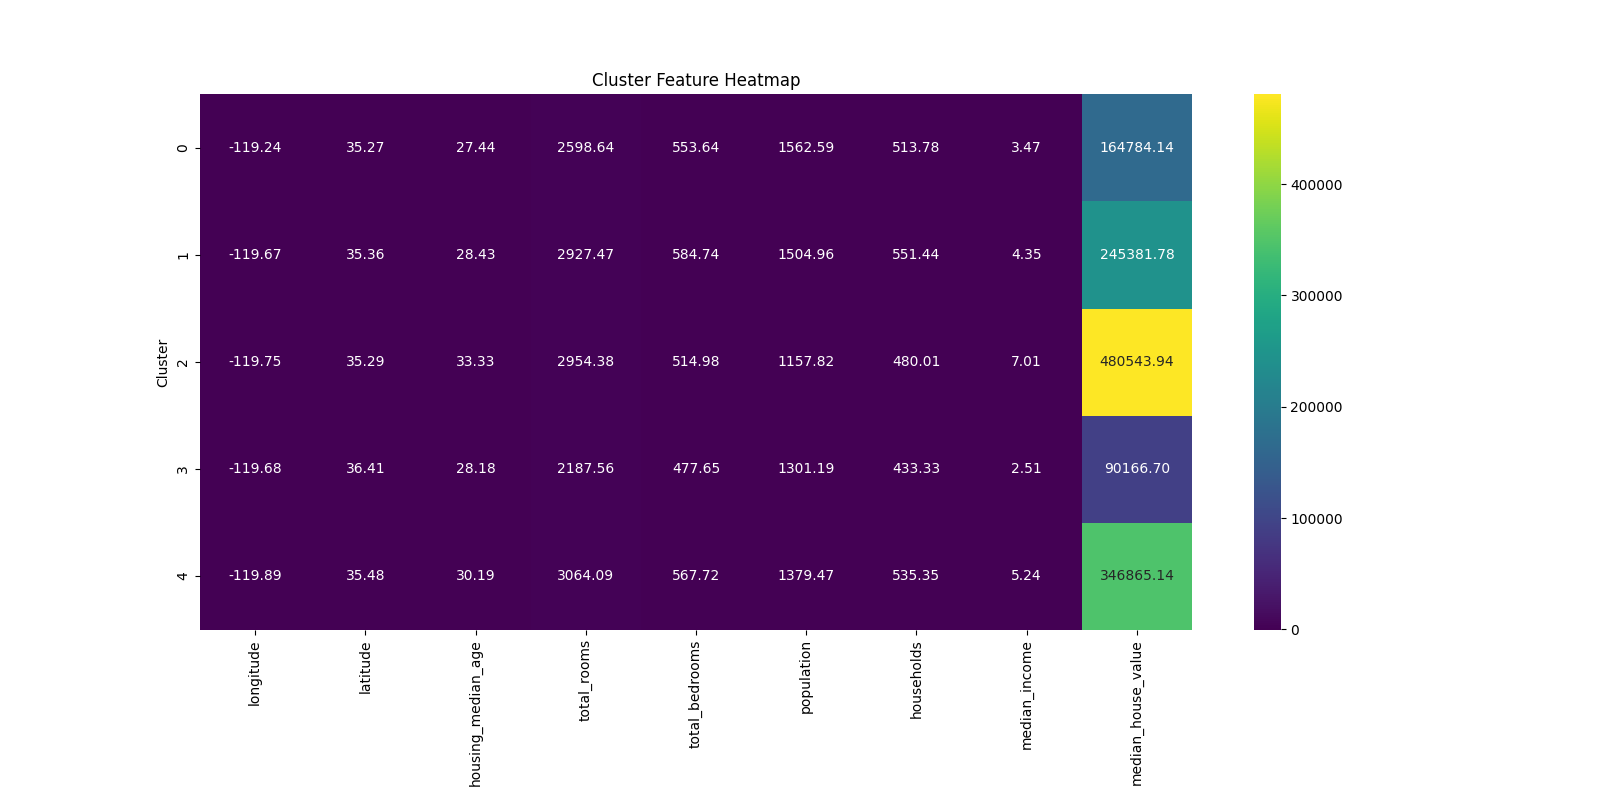 Cluster Feature Heatmap
Cluster
0 -119.24 35.27 27.44 2598.64 553.64 1562.59 513.78 3.47 164784.14
1 -119.67 35.36 28.43 2927.47 584.74 1504.96 551.44 4.35 245381.78
2 -119.75 35.29 33.33 2954.38 514.98 1157.82 480.01 7.01 480543.94
3 -119.68 36.41 28.18 2187.56 477.65 1301.19 433.33 2.51 90166.70
4 -119.89 35.48 30.19 3064.09 567.72 1379.47 535.35 5.24 346865.14
longitude
latitude
housing_median_age
total_rooms
total_bedrooms
population
households
median_income
median_house_value
400000
300000
200000
100000
0